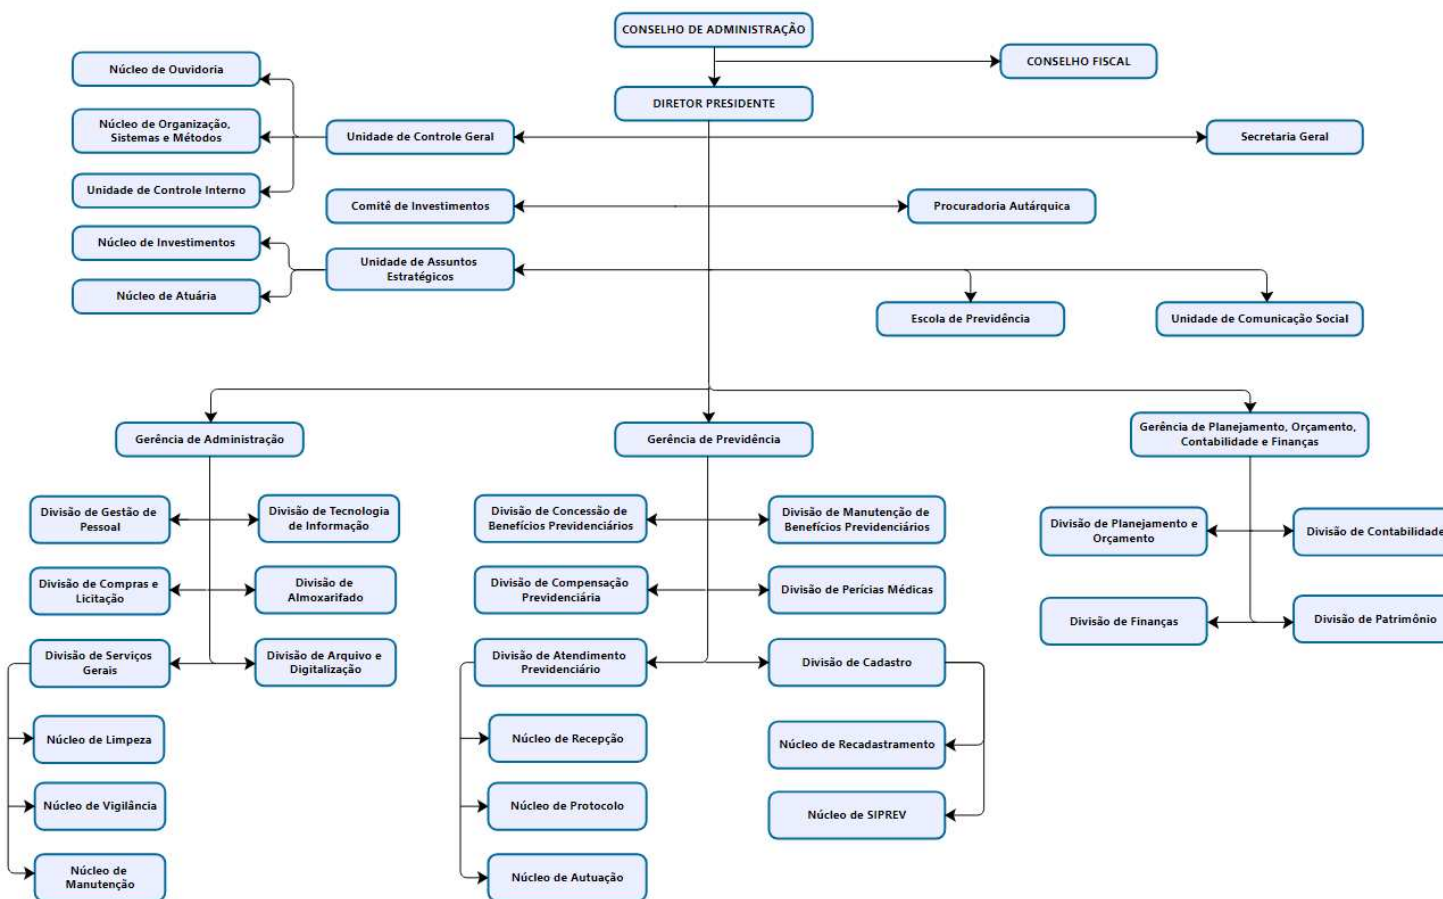 CONSELHO DE ADMINISTRAÇÃO
CONSELHO FISCAL
DIRETOR PRESIDENTE
Núcleo de Ouvidoria
Núcleo de Organização,
Sistemas e Métodos
Unidade de Controle Geral
Secretaria Geral
Unidade de Controle Interno
Comitê de Investimentos
Procuradoria Autárquica
Núcleo de Investimentos
Unidade de Assuntos
Estratégicos
Núcleo de Atuária
Escola de Previdência
Unidade de Comunicação Social
Gerência de Administração
Gerência de Previdência
Gerência de Planejamento, Orçamento,
Contabilidade e Finanças
Divisão de Gestão de
Pessoal
Divisão de Tecnologia
de Informação
Divisão de Compras e
Licitação
Divisão de
Almoxarifado
Divisão de Serviços
Gerais
Divisão de Arquivo e
Digitalização
Núcleo de Limpeza
Núcleo de Vigilância
Núcleo de
Manutenção
Divisão de Concessão de
Benefícios Previdenciários
Divisão de Manutenção de
Benefícios Previdenciários
Divisão de Compensação
Previdenciária
Divisão de Perícias Médicas
Divisão de Atendimento
Previdenciário
Divisão de Cadastro
Núcleo de Recepção
Núcleo de Recadastramento
Núcleo de Protocolo
Núcleo de SIPREV
Núcleo de Autuação
Divisão de Planejamento e
Orçamento
Divisão de Contabilidade
Divisão de Finanças
Divisão de Patrimônio